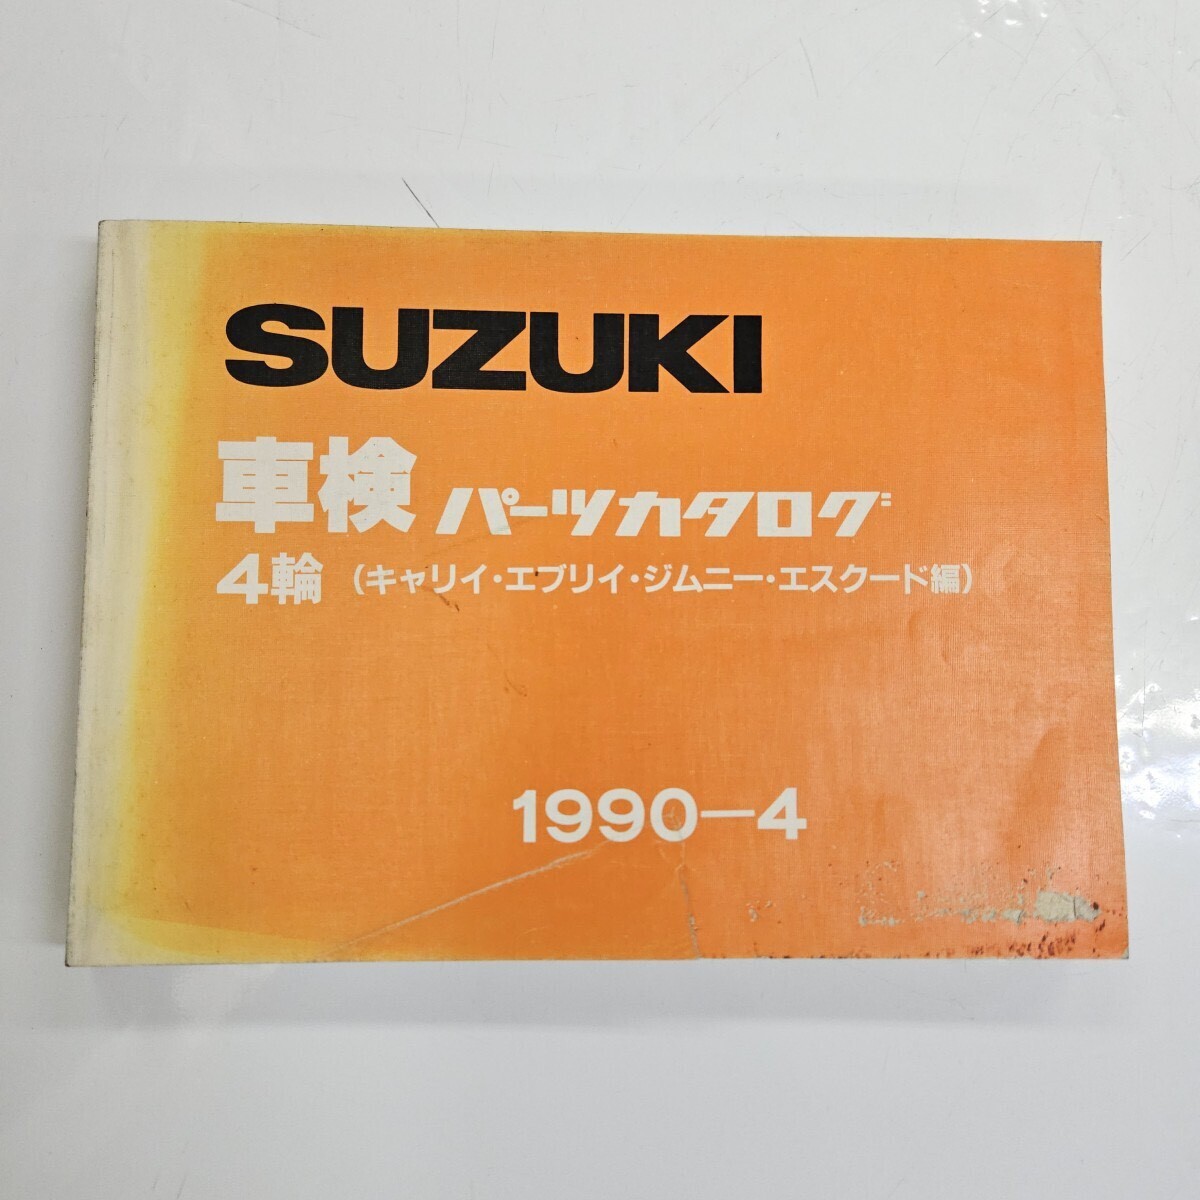 SUZUKI
車検 パーツカタログ
4輪 (キャリイ・エブリイ・ジムニー・エスクード編)
1990-4